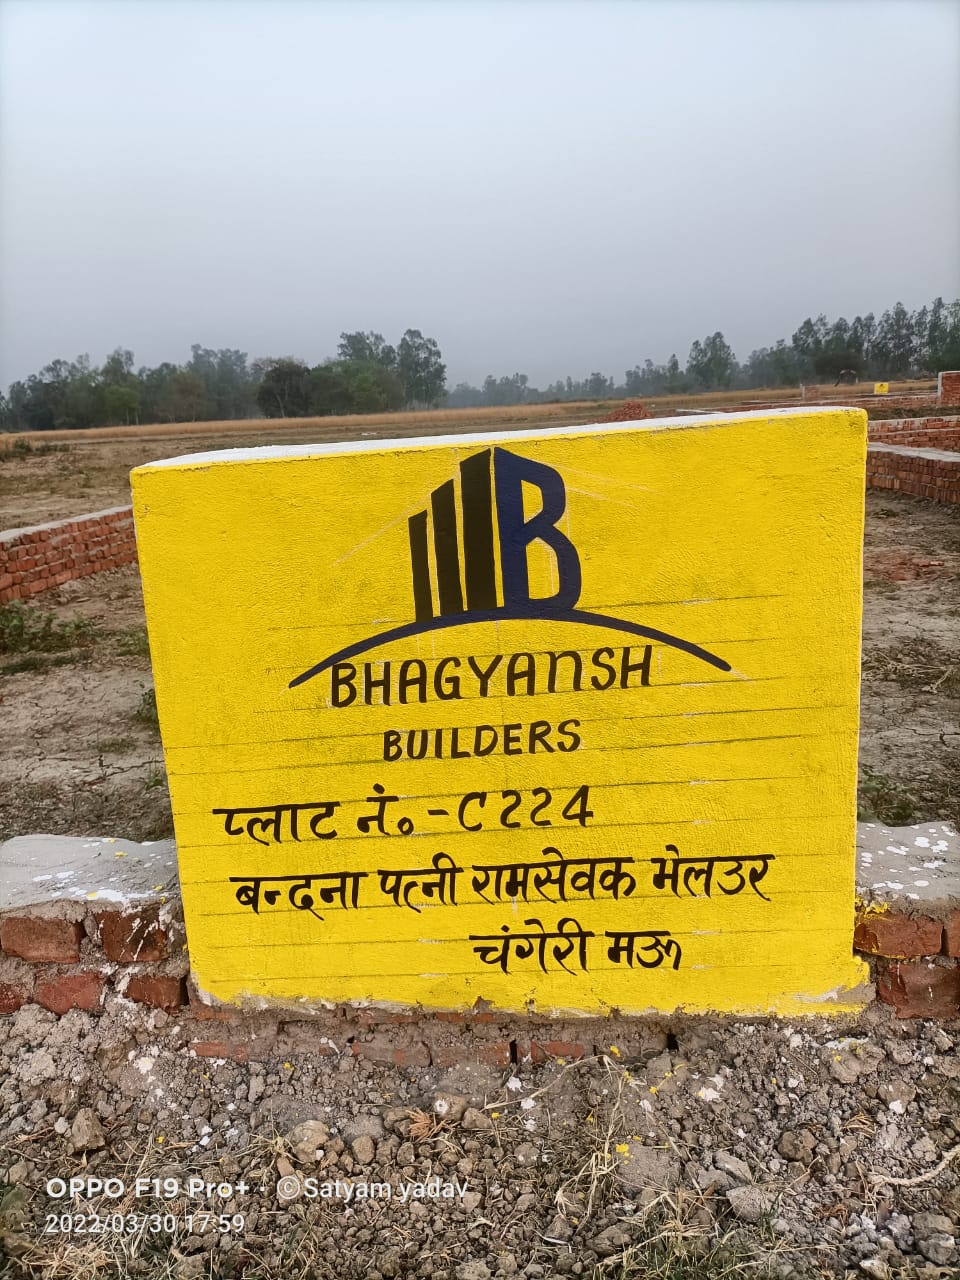 B
BHAGYANSH
BUILDERS
प्लाट नं० -C224
बन्दना पत्नी रामसेवक भेलउर
चंगेरी मऊ
OPPO F19 Pro+ · ©Satyam yadav
2022/03/30 17:59